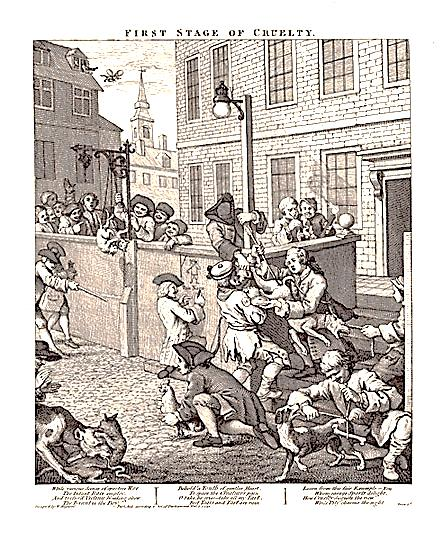 FIRST STAGE OF CRUELTY.
While various Scenes of sportive Woe
The Infant Race employ,
And tortur'd Victims bleeding shew
The Tyrant in the Boy.
Behold! a Youth of gentler Heart,
To spare the Creature's pain
O take, he cries—take all my Tart,
But Tears and Tart are vain.
Learn from this fair Example—You
Whom savage Sports delight,
How Cruelty disgusts the view
While Pity charms the sight.